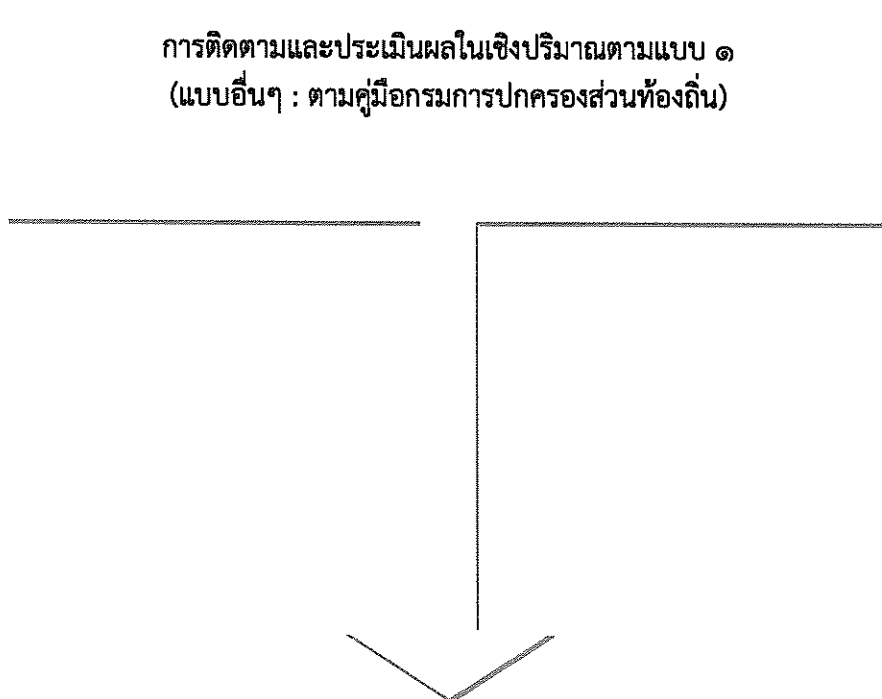 การติดตามและประเมินผลในเชิงปริมาณตามแบบ ๑
(แบบอื่นๆ : ตามคู่มือกรมการปกครองส่วนท้องถิ่น)